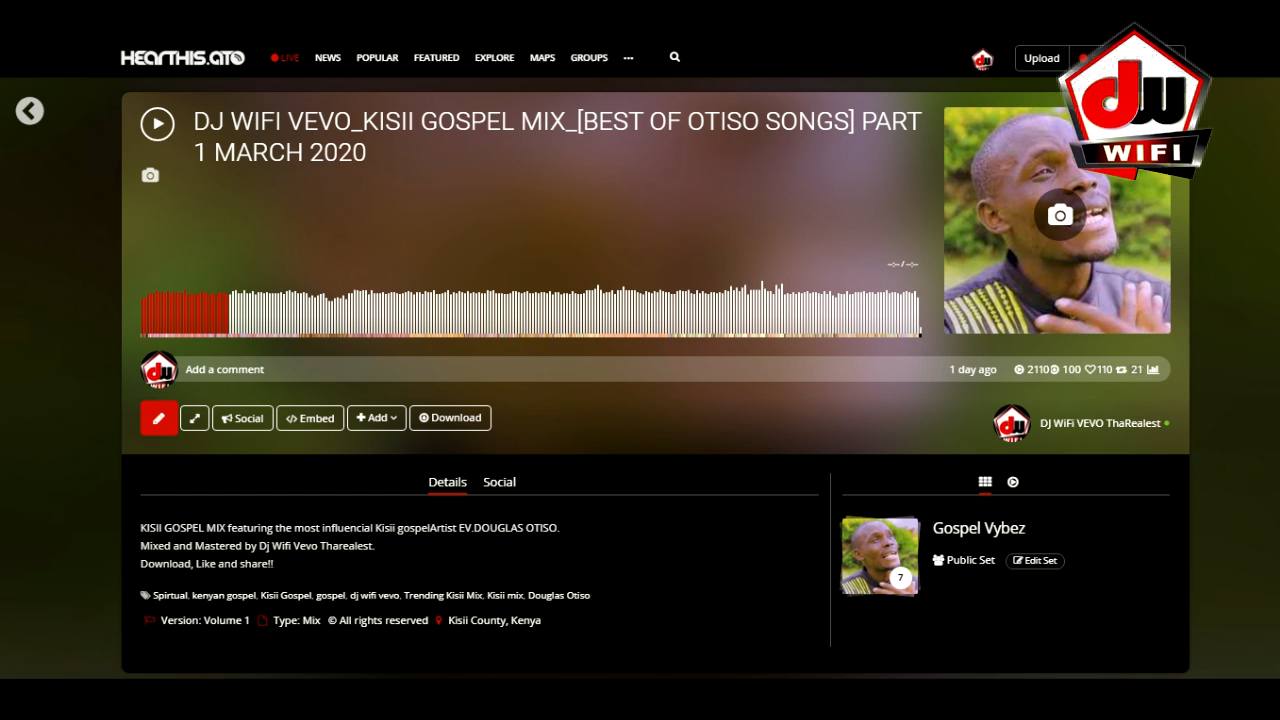 HEARTHIS.ATO
LIVE NEWS POPULAR FEATURED EXPLORE MAPS GROUPS ...
Upload
dw
WIFI
DJ WIFI VEVO_KISII GOSPEL MIX_[BEST OF OTISO SONGS] PART
1 MARCH 2020
--:-- / --:--
Add a comment
1 day ago 2110 100 110 21
Social Embed Add Download
DJ WiFi VEVO ThaRealest
Details Social
KISII GOSPEL MIX featuring the most influencial Kisii gospelArtist EV.DOUGLAS OTISO.
Mixed and Mastered by Dj Wifi Vevo Tharealest.
Download, Like and share!!
Spirtual, kenyan gospel, Kisii Gospel, gospel, dj wifi vevo, Trending Kisii Mix, Kisii mix, Douglas Otiso
Version: Volume 1 Type: Mix © All rights reserved Kisii County, Kenya
Gospel Vybez
7
Public Set Edit Set